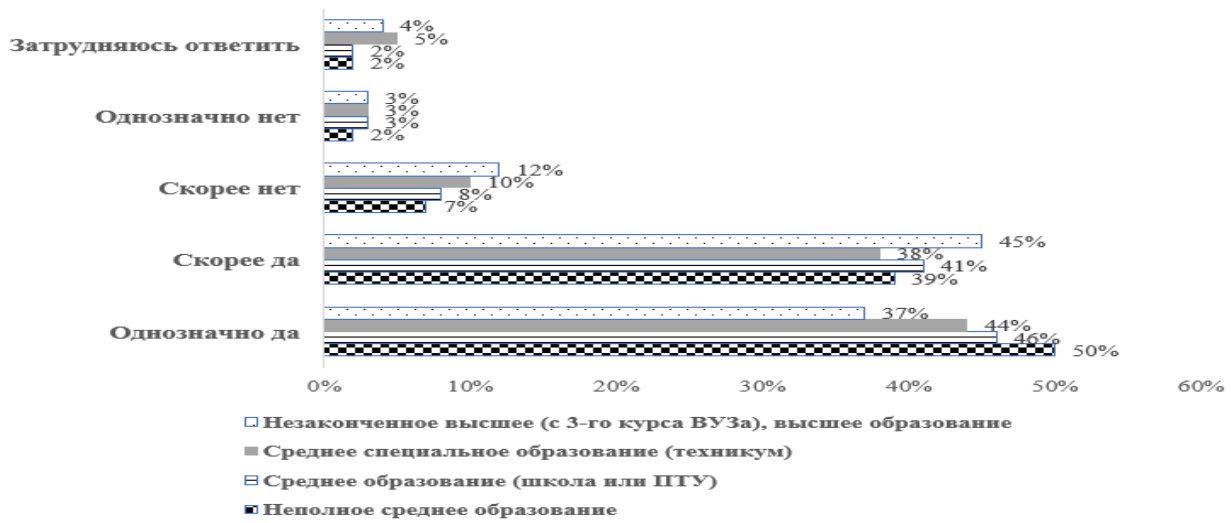 Затрудняюсь ответить
4%
5%
2%
2%
Однозначно нет
3%
3%
3%
2%
Скорее нет
12%
10%
8%
7%
Скорее да
45%
38%
41%
39%
Однозначно да
37%
44%
46%
50%
0% 10% 20% 30% 40% 50% 60%
Незаконченное высшее (с 3-го курса ВУЗа), высшее образование
Среднее специальное образование (техникум)
Среднее образование (школа или ПТУ)
Неполное среднее образование